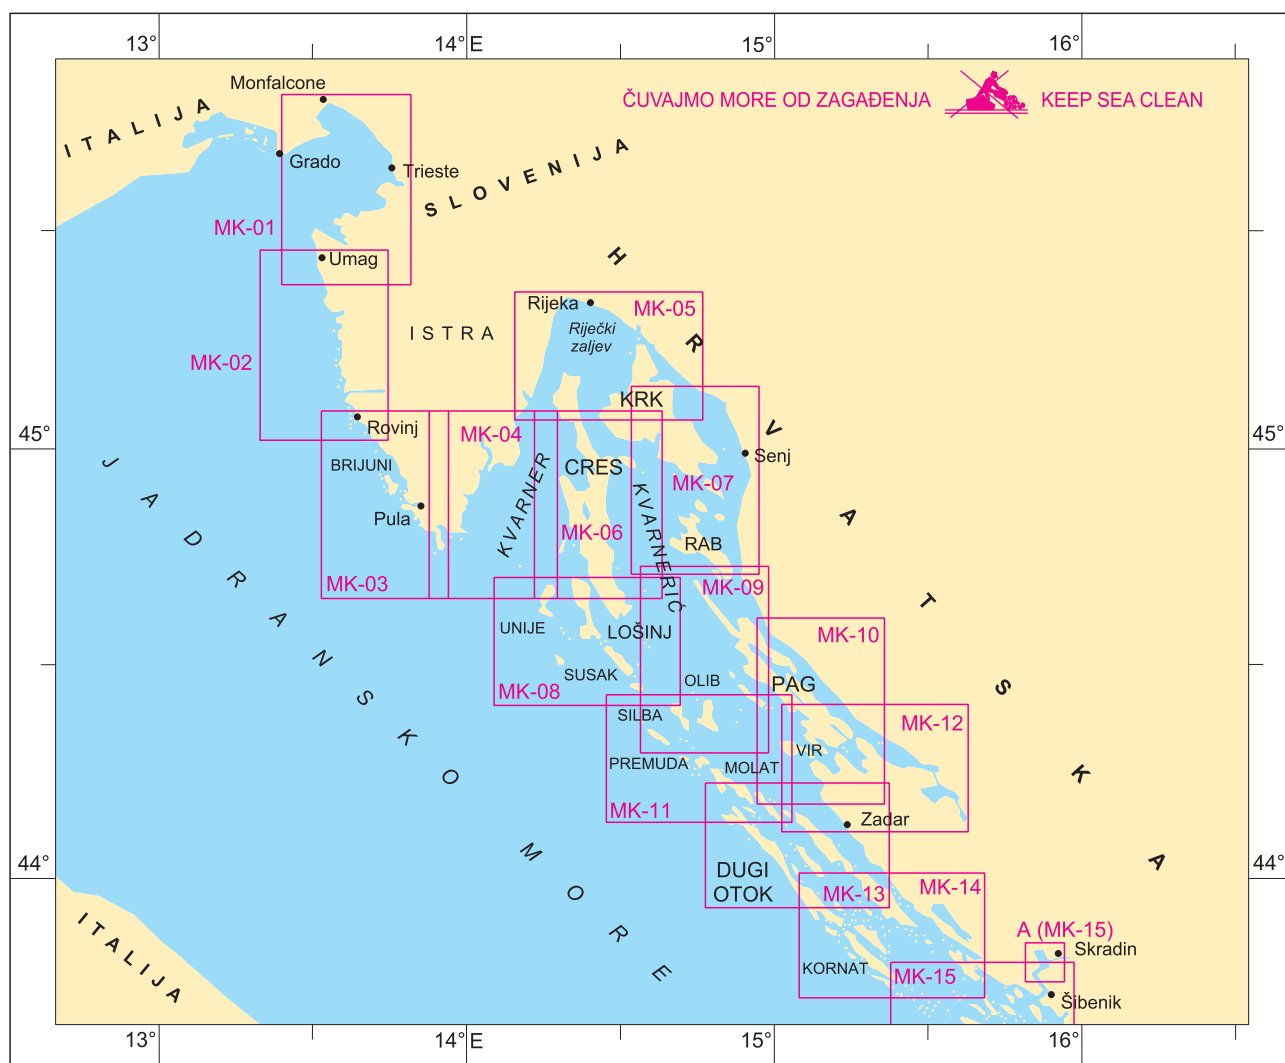 13°
14°E
15°
16°
Monfalcone
ČUVAJMO MORE OD ZAGAĐENJA
KEEP SEA CLEAN
ITALIJA
Grado
Trieste
SLOVENIJA
MK-01
Umag
HRVATSKA
Rijeka
MK-05
Riječki
zaljev
ISTRA
MK-02
KRK
Rovinj
MK-04
45°
45°
Senj
BRIJUNI
CRES
KVARNER
MK-07
KVARNERIĆ
JADRANSKO MORE
Pula
MK-06
RAB
MK-03
MK-09
UNIJE
LOŠINJ
MK-10
SUSAK
OLIB
PAG
MK-08
SILBA
MK-12
VIR
PREMUDA
MOLAT
MK-11
Zadar
44°
44°
DUGI
OTOK
MK-13
MK-14
A (MK-15)
Skradin
KORNAT
MK-15
Šibenik
ITALIJA
13°
14°E
15°
16°